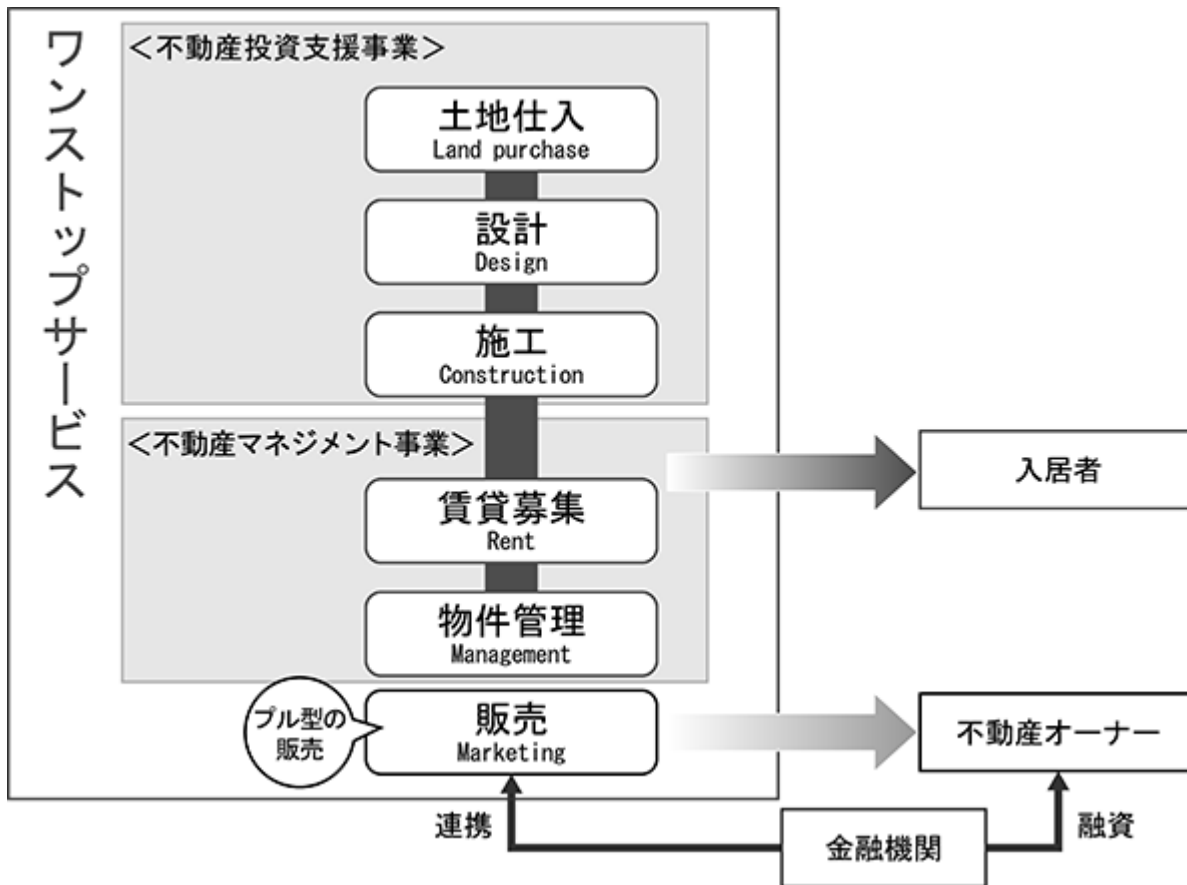 ワンストップサービス
＜不動産投資支援事業＞
土地仕入
Land purchase
設計
Design
施工
Construction
＜不動産マネジメント事業＞
賃貸募集
Rent
物件管理
Management
入居者
プル型の
販売
販売
Marketing
不動産オーナー
連携
金融機関
融資